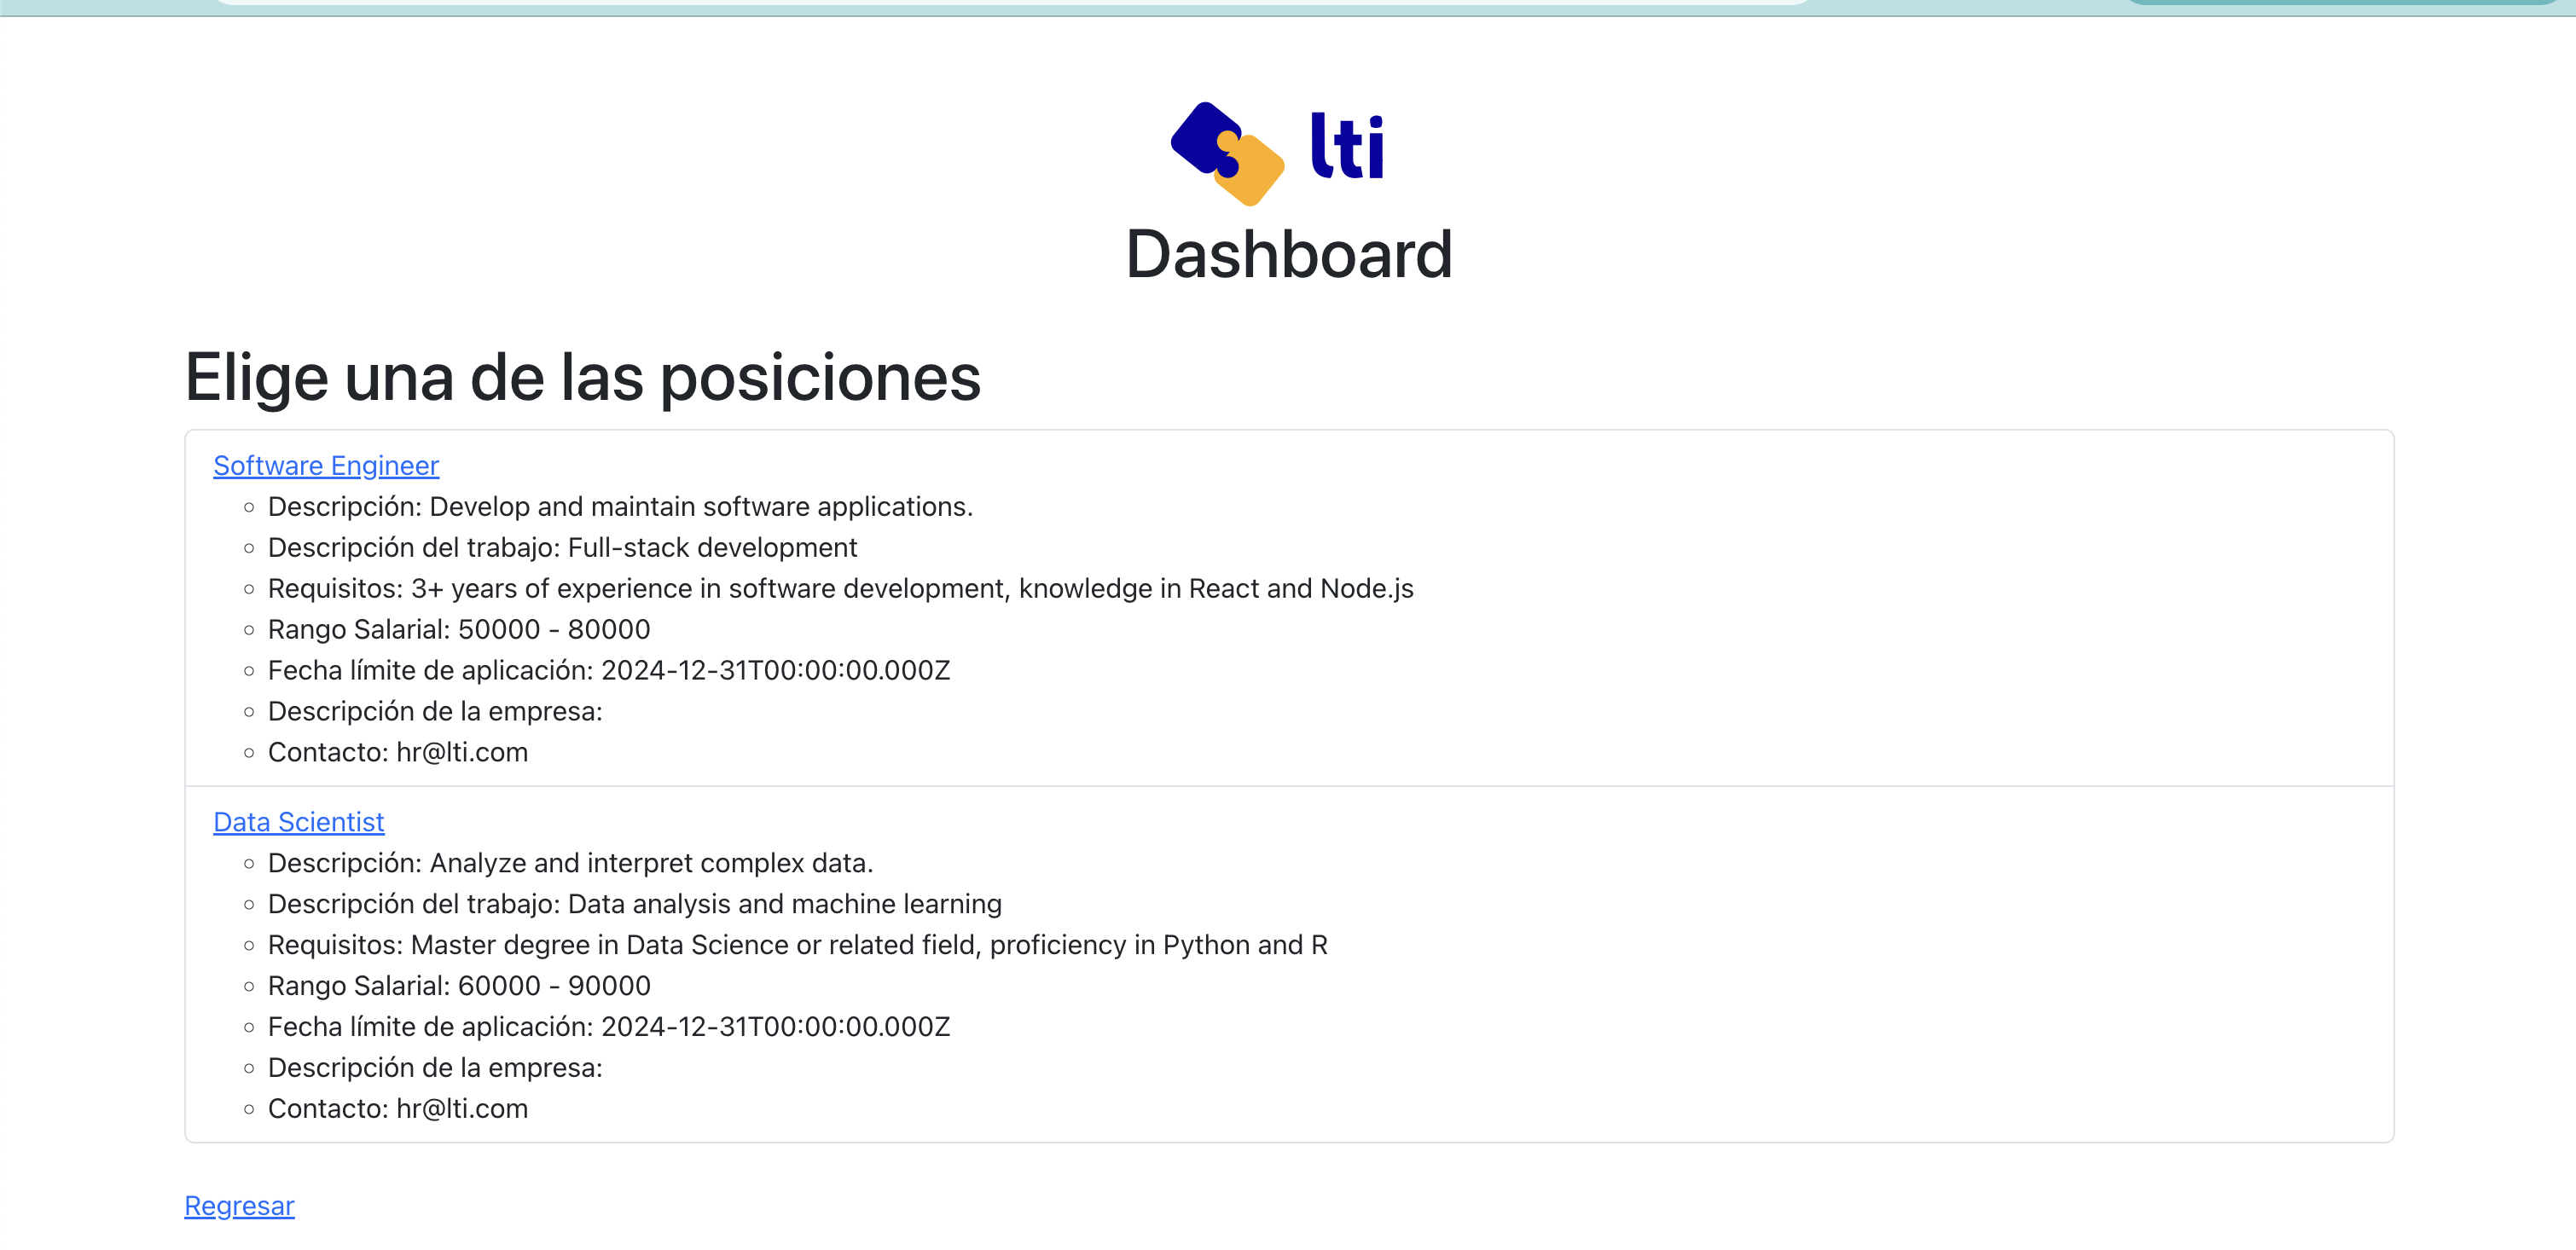 lti
Dashboard
Elige una de las posiciones
Software Engineer
Descripción: Develop and maintain software applications.
Descripción del trabajo: Full-stack development
Requisitos: 3+ years of experience in software development, knowledge in React and Node.js
Rango Salarial: 50000 - 80000
Fecha límite de aplicación: 2024-12-31T00:00:00.000Z
Descripción de la empresa:
Contacto: hr@lti.com
Data Scientist
Descripción: Analyze and interpret complex data.
Descripción del trabajo: Data analysis and machine learning
Requisitos: Master degree in Data Science or related field, proficiency in Python and R
Rango Salarial: 60000 - 90000
Fecha límite de aplicación: 2024-12-31T00:00:00.000Z
Descripción de la empresa:
Contacto: hr@lti.com
Regresar